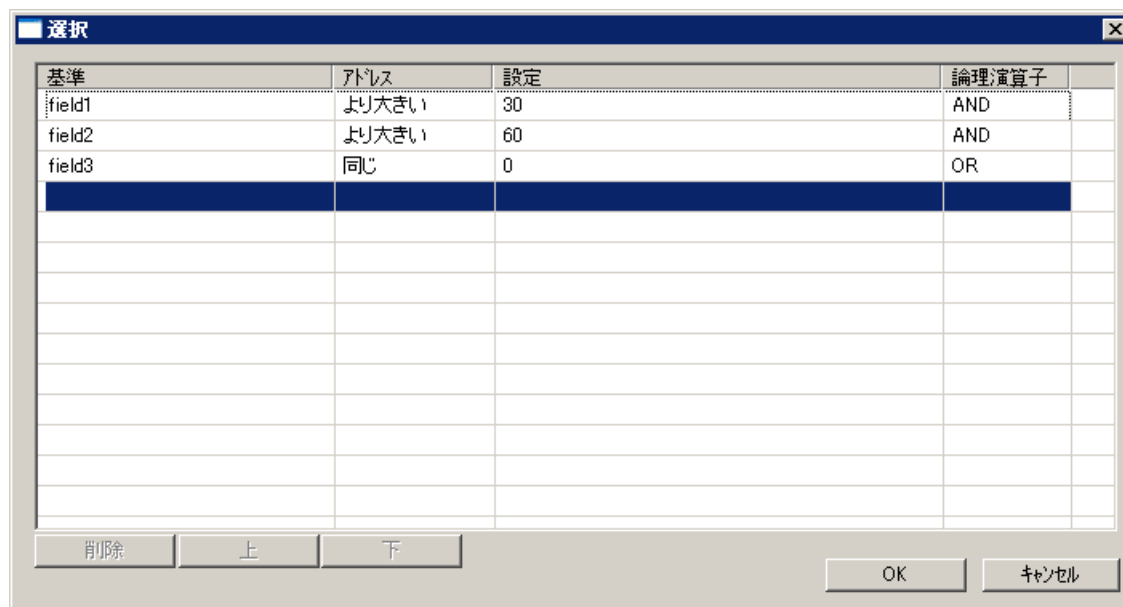 選択
基準 アドレス 設定 論理演算子
field1 より大きい 30 AND
field2 より大きい 60 AND
field3 同じ 0 OR
削除 上 下
OK キャンセル